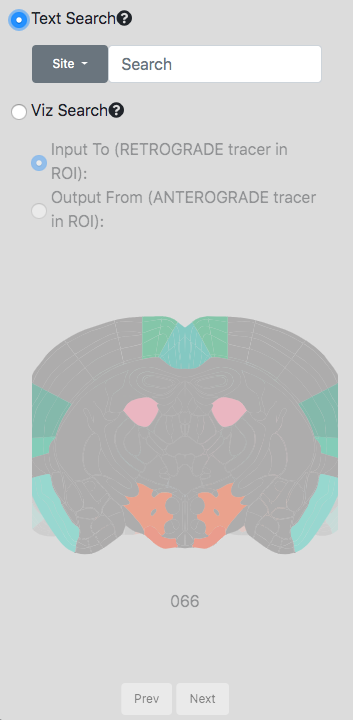 Text Search
Site
Search
Viz Search
Input To (RETROGRADE tracer in
ROI):
Output From (ANTEROGRADE tracer
in ROI):
066
Prev
Next